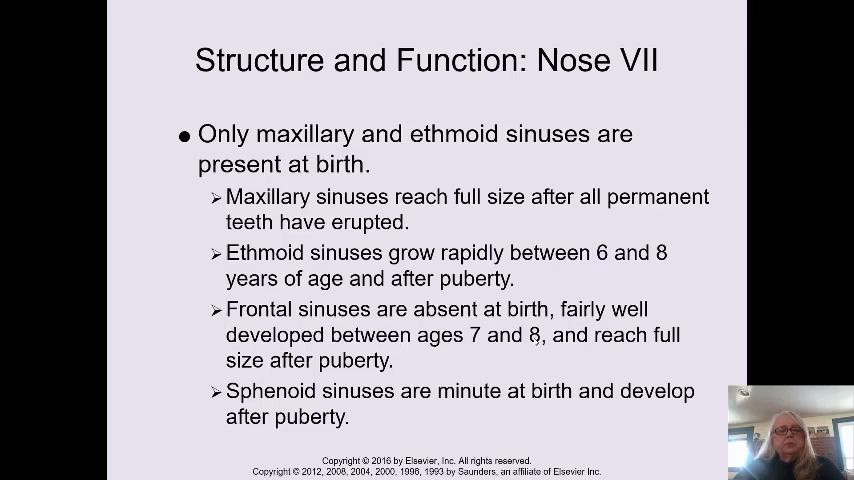 Structure and Function: Nose VII
● Only maxillary and ethmoid sinuses are
present at birth.
➢ Maxillary sinuses reach full size after all permanent
teeth have erupted.
➢ Ethmoid sinuses grow rapidly between 6 and 8
years of age and after puberty.
➢ Frontal sinuses are absent at birth, fairly well
developed between ages 7 and 8, and reach full
size after puberty.
➢ Sphenoid sinuses are minute at birth and develop
after puberty.
Copyright © 2016 by Elsevier, Inc. All rights reserved.
Copyright © 2012, 2008, 2004, 2000, 1996, 1993 by Saunders, an affiliate of Elsevier Inc.